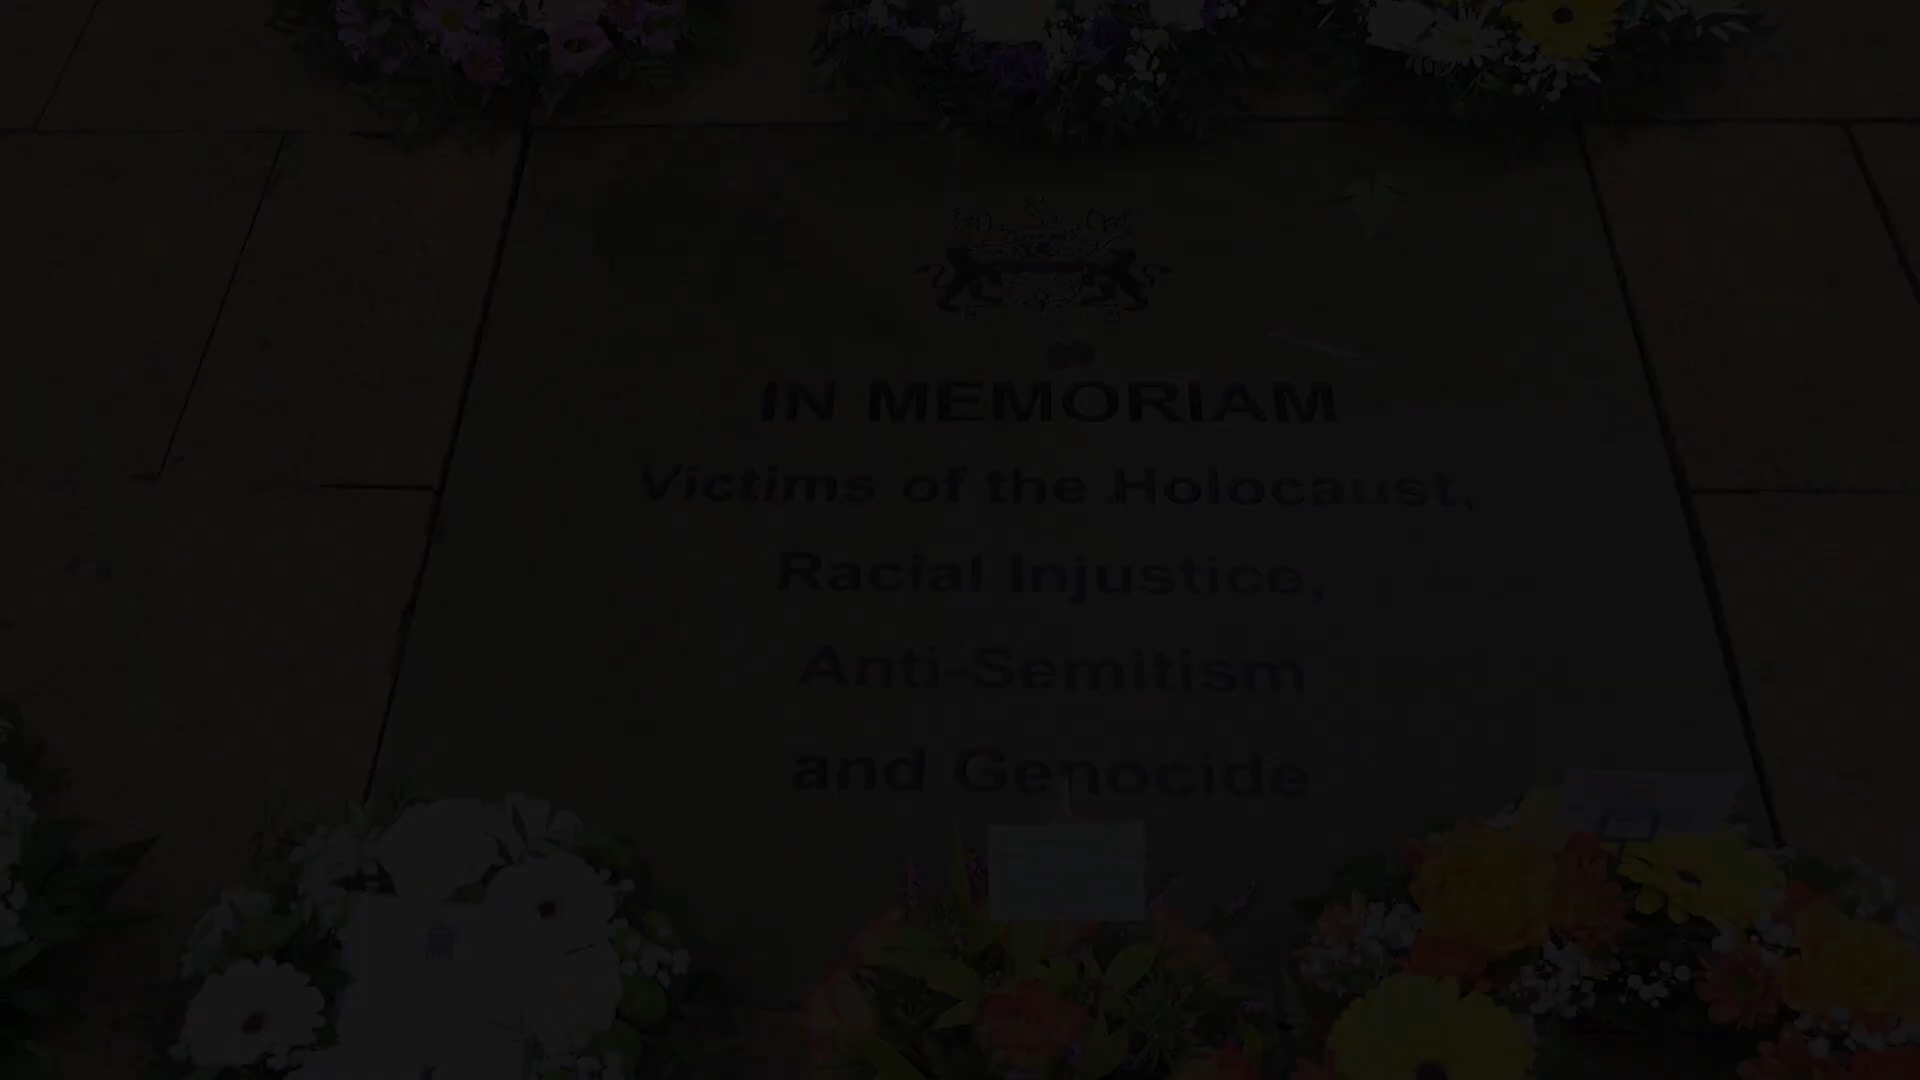 IN MEMORIAM
Victims of the Holocaust,
Racial Injustice,
Anti-Semitism
and Genocide